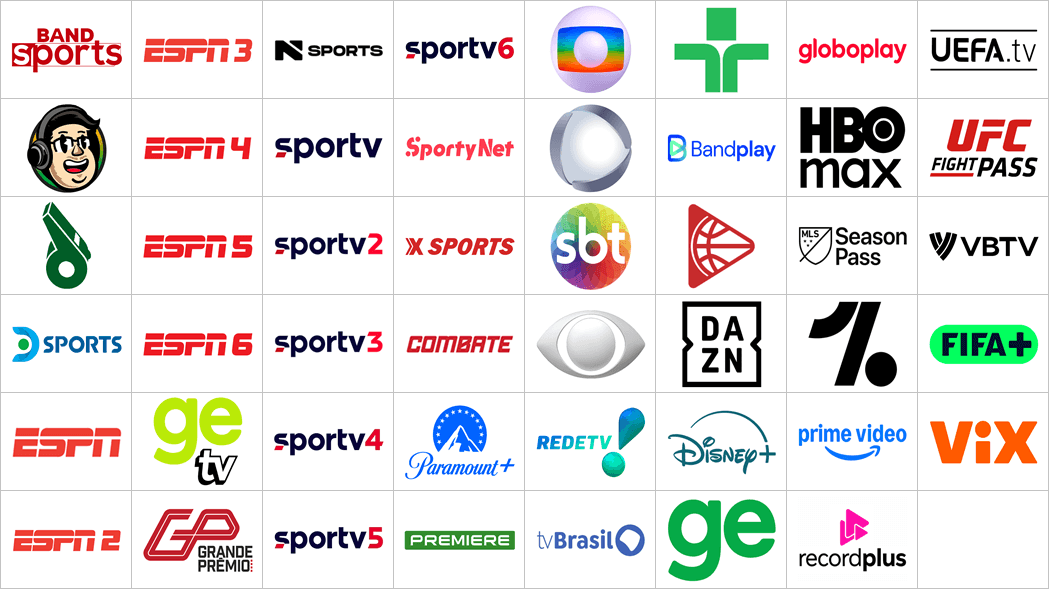 BAND
sports
ESPN 3
N SPORTS
sportv6
globoplay
UEFA.tv
ESPN 4
sportv
SportyNet
Bandplay
HBO
max
UFC
FIGHT PASS
ESPN 5
sportv2
X SPORTS
sbt
MLS
Season
Pass
VBTV
D SPORTS
ESPN 6
sportv3
COMBATE
DA
ZN
FIFA+
ESPN
ge
tv
sportv4
Paramount+
REDETV!
Disney+
prime video
ViX
ESPN 2
GP
GRANDE
PRÊMIO
sportv5
PREMIERE
tvBrasil
ge
recordplus